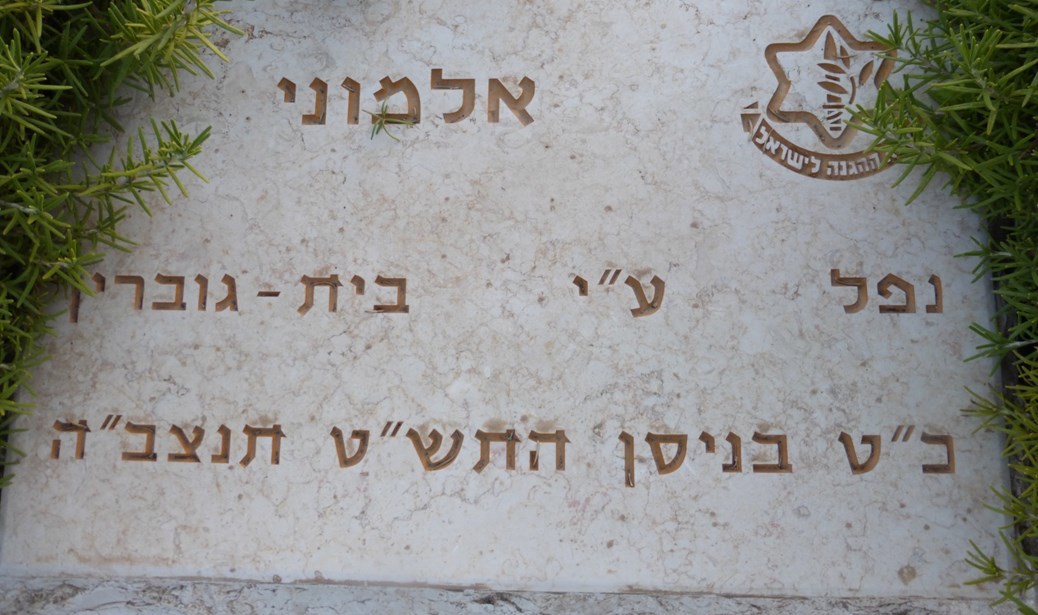 אלמוני
ההגנה לישראל
נפל ע״י בית-גוברין
כ״ט בניסן התש״ט תנצב״ה